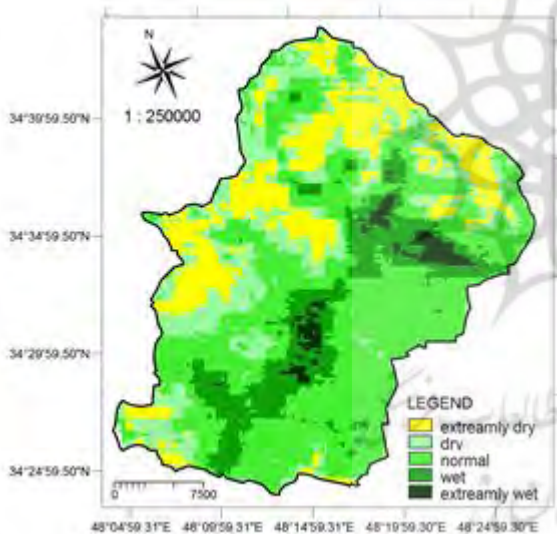 N
1 : 250000
34°39'59.50"N
34°34'59.50"N
34°29'59.50"N
34°24'59.50"N
LEGEND
extreamly dry
drv
normal
wet
extreamly wet
0 7500
48°04'59.31"E 48°09'59.31"E 48°14'59.31"E 48°19'59.30"E 48°24'59.30"E